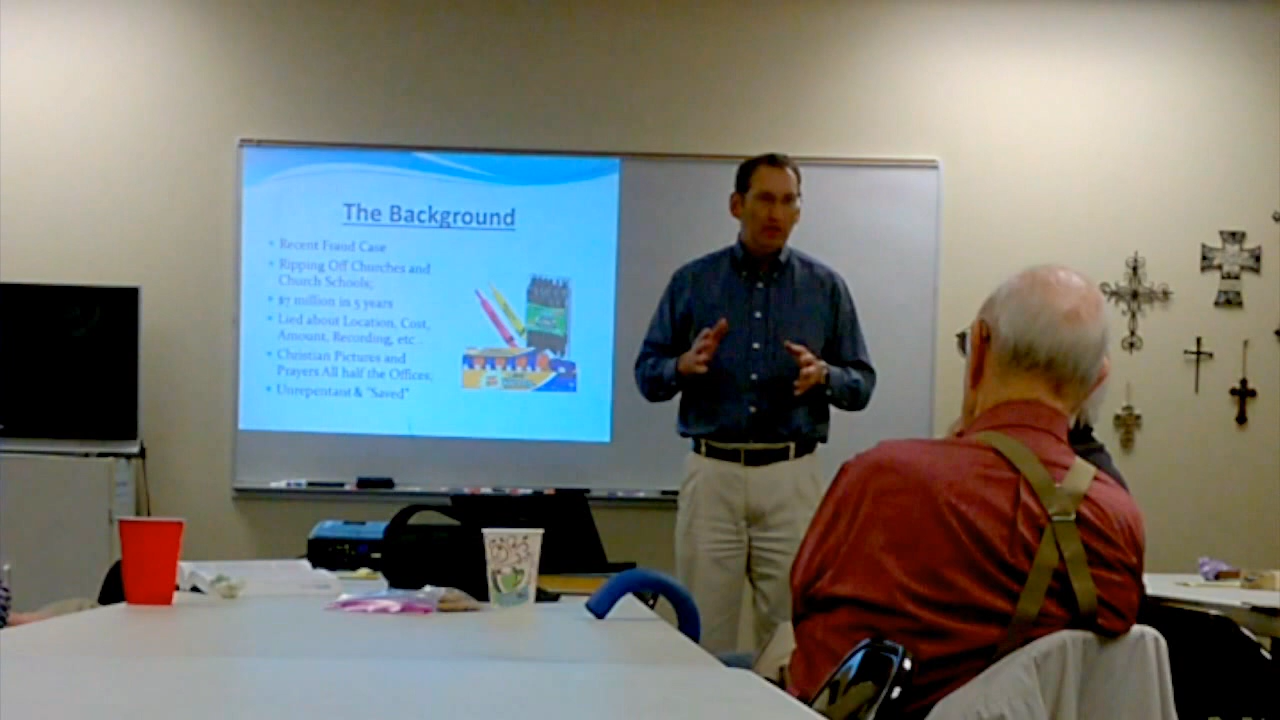 The Background
Recent Fraud Case
Ripping Off Churches and
Church Schools;
$7 million in 5 years
Lied about Location, Cost,
Amount, Recording, etc..
Christian Pictures and
Prayers All half the Offices,
Unrepentant & "Saved"